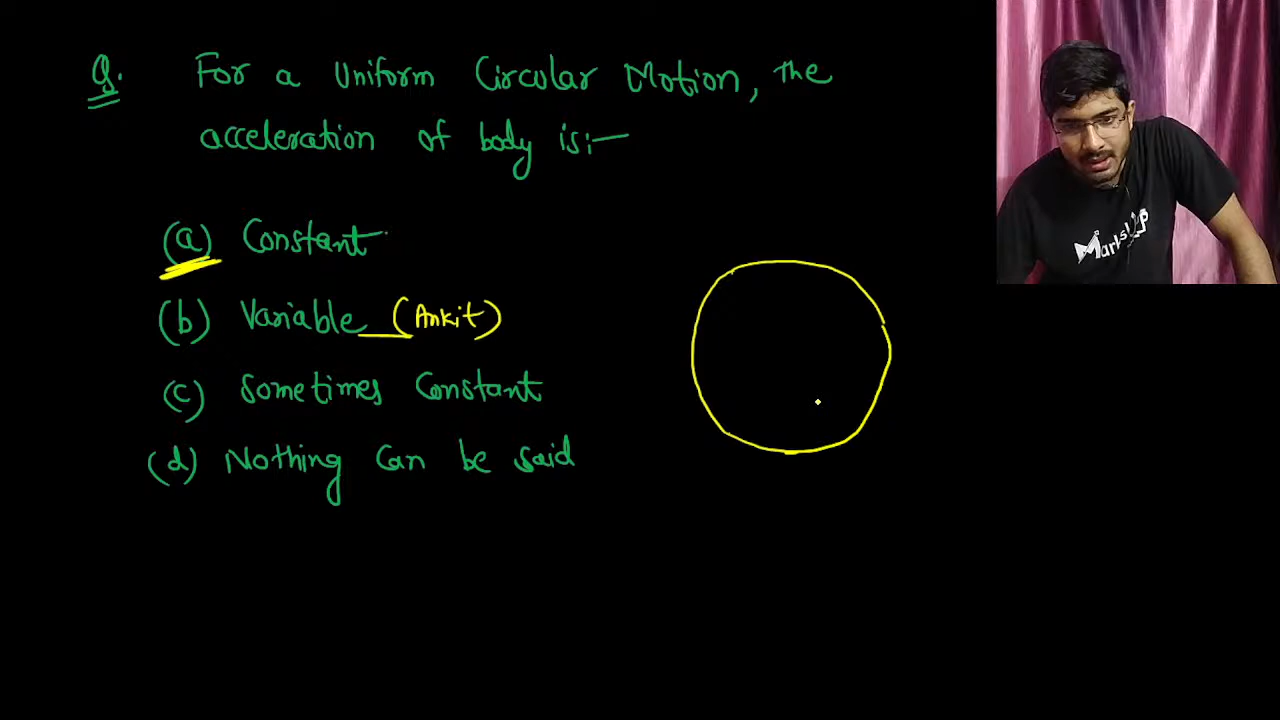 Q. For a Uniform Circular Motion, the
acceleration of body is:-
(a) Constant
(b) Variable (Ankit)
(c) Sometimes Constant
(d) Nothing Can be said